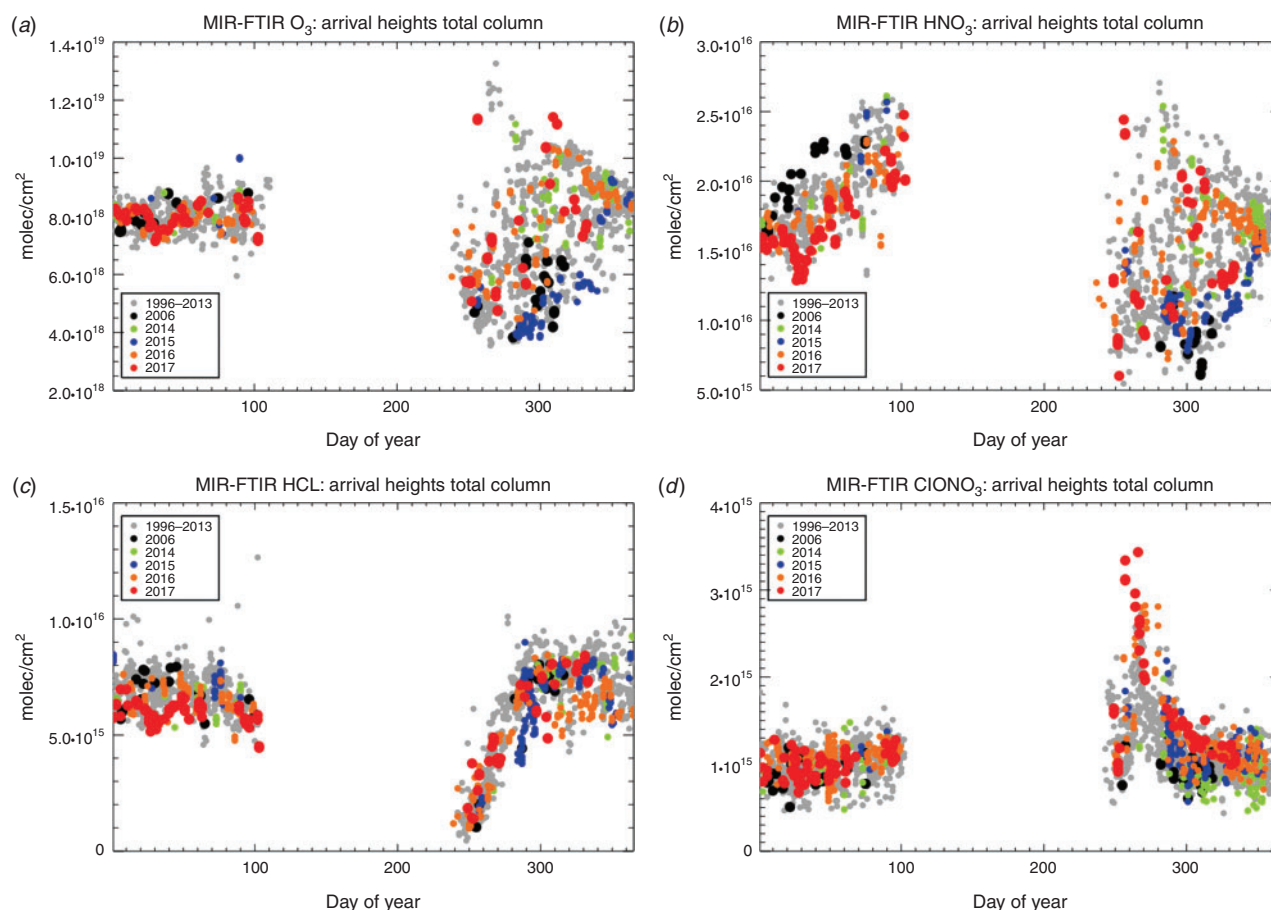 (a) MIR-FTIR O3: arrival heights total column
1.4•10^19
1.2•10^19
1.0•10^19
8.0•10^18
6.0•10^18
4.0•10^18
2.0•10^18
molec/cm2
1996–2013
2006
2014
2015
2016
2017
100 200 300
Day of year
(b) MIR-FTIR HNO3: arrival heights total column
3.0•10^16
2.5•10^16
2.0•10^16
1.5•10^16
1.0•10^16
5.0•10^15
molec/cm2
1996–2013
2006
2014
2015
2016
2017
100 200 300
Day of year
(c) MIR-FTIR HCL: arrival heights total column
1.5•10^16
1.0•10^16
5.0•10^15
0
molec/cm2
1996–2013
2006
2014
2015
2016
2017
100 200 300
Day of year
(d) MIR-FTIR ClONO3: arrival heights total column
4•10^15
3•10^15
2•10^15
1•10^15
0
molec/cm2
1996–2013
2006
2014
2015
2016
2017
100 200 300
Day of year